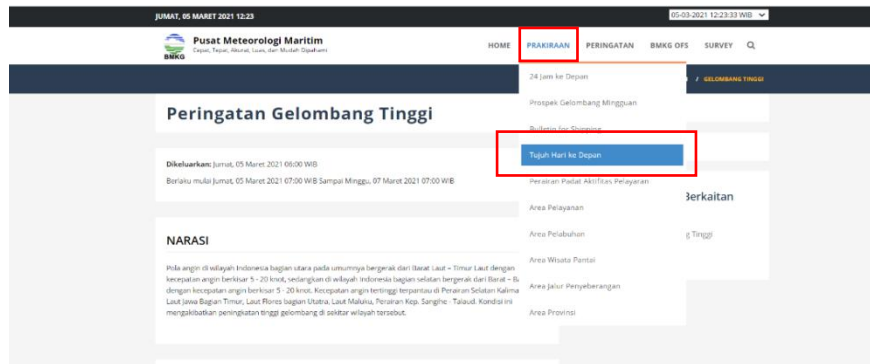 JUMAT, 05 MARET 2021 12:23
05-03-2021 12:23:33 WIB
BMKG
Pusat Meteorologi Maritim
Cepat, Tepat, Akurat, Luas, dan Mudah Dipahami
HOME PRAKIRAAN PERINGATAN BMKG OFS SURVEY
/ GELOMBANG TINGGI
24 Jam ke Depan
Prospek Gelombang Mingguan
Bulletin for Shipping
Tujuh Hari ke Depan
Perairan Padat Aktifitas Pelayaran
Area Pelayanan
Area Pelabuhan
Area Wisata Pantai
Area Jalur Penyeberangan
Area Provinsi
Peringatan Gelombang Tinggi
Dikeluarkan: Jumat, 05 Maret 2021 06:00 WIB
Berlaku mulai Jumat, 05 Maret 2021 07:00 WIB Sampai Minggu, 07 Maret 2021 07:00 WIB
Berkaitan
g Tinggi
NARASI
Pola angin di wilayah Indonesia bagian utara pada umumnya bergerak dari Barat Laut – Timur Laut dengan
kecepatan angin berkisar 5 - 20 knot, sedangkan di wilayah Indonesia bagian selatan bergerak dari Barat –
dengan kecepatan angin berkisar 5 - 20 knot. Kecepatan angin tertinggi terpantau di Perairan Selatan Kalima
Laut Jawa Bagian Timur, Laut Flores bagian Utatra, Laut Maluku, Perairan Kep. Sangihe - Talaud. Kondisi ini
mengakibatkan peningkatan tinggi gelombang di sekitar wilayah tersebut.